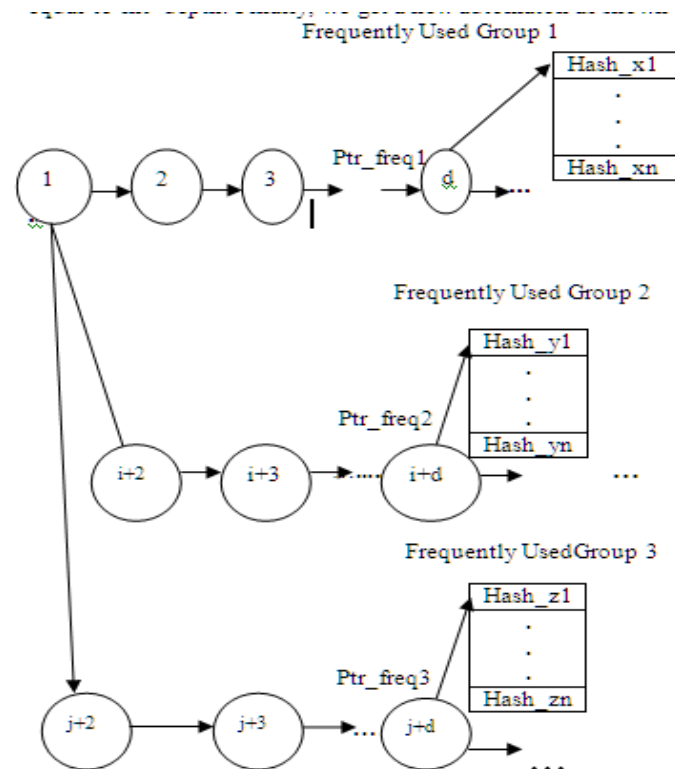 Frequently Used Group 1
Hash_x1
.
.
.
Hash_xn
Ptr_freq1
1
2
3
d
...
Frequently Used Group 2
Hash_y1
.
.
.
Hash_yn
Ptr_freq2
i+2
i+3
......
i+d
...
Frequently UsedGroup 3
Hash_z1
.
.
.
Hash_zn
Ptr_freq3
j+2
j+3
...
j+d
...